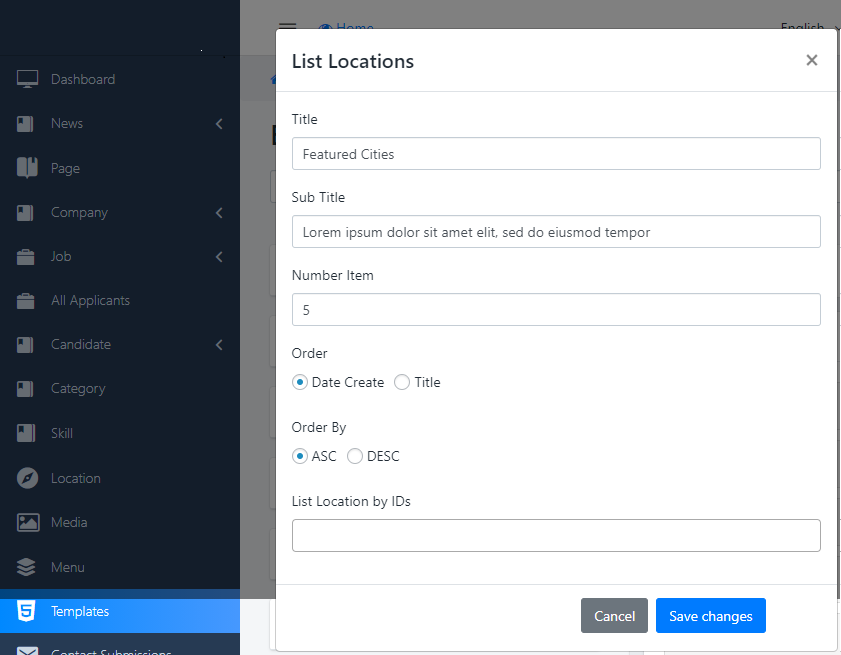 Home
English
List Locations
×
Dashboard
News
Page
Company
Job
All Applicants
Candidate
Category
Skill
Location
Media
Menu
Templates
Contact Submissions
Title
Featured Cities
Sub Title
Lorem ipsum dolor sit amet elit, sed do eiusmod tempor
Number Item
5
Order
Date Create Title
Order By
ASC DESC
List Location by IDs
Cancel Save changes